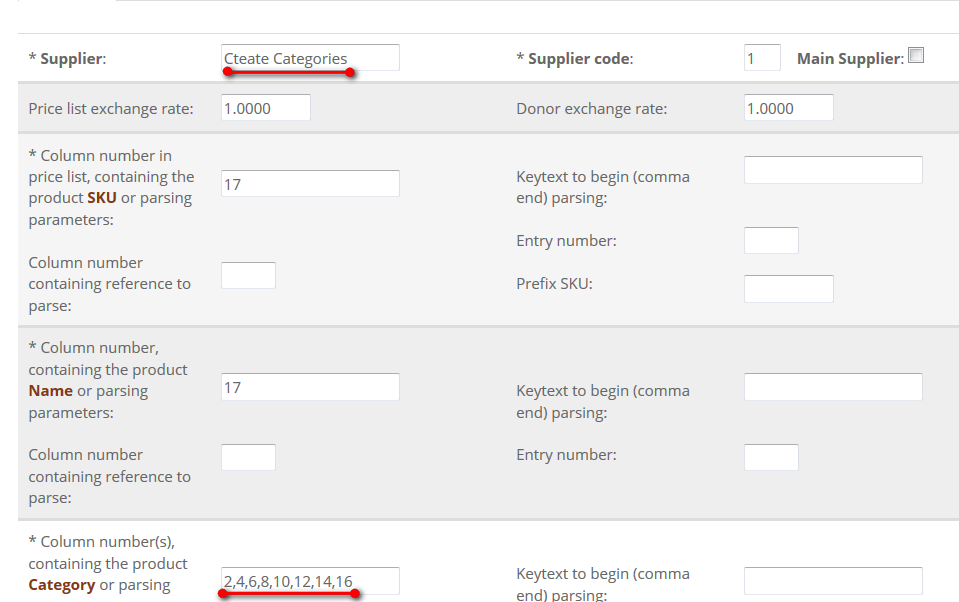 * Supplier: Cteate Categories * Supplier code: 1 Main Supplier:
Price list exchange rate: 1.0000 Donor exchange rate: 1.0000
* Column number in
price list, containing the
product SKU or parsing
parameters:
17
Keytext to begin (comma
end) parsing:
Entry number:
Column number
containing reference to
parse:
Prefix SKU:
* Column number,
containing the product
Name or parsing
parameters:
17
Keytext to begin (comma
end) parsing:
Column number
containing reference to
parse:
Entry number:
* Column number(s),
containing the product
Category or parsing
2,4,6,8,10,12,14,16
Keytext to begin (comma
end) parsing: